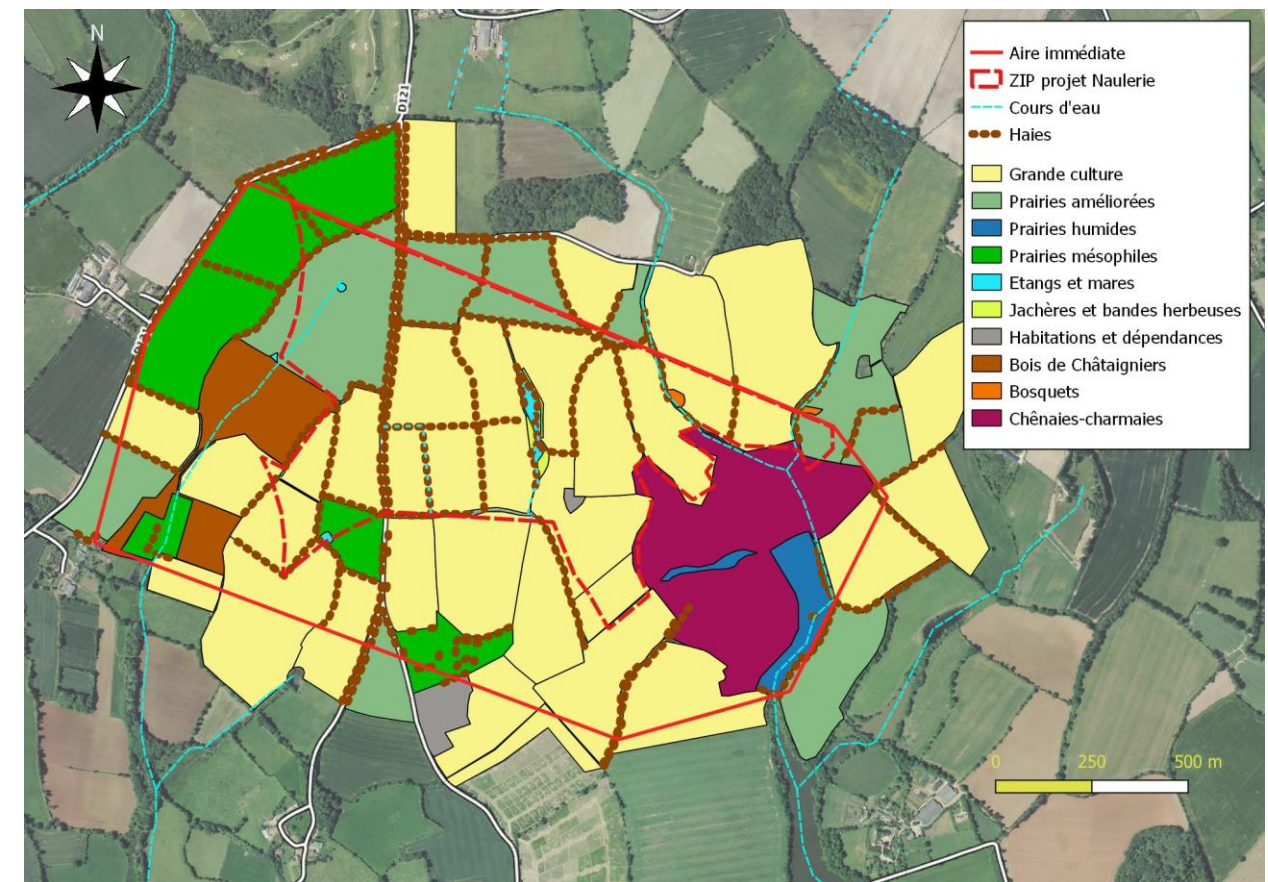 N
D121
Aire immédiate
ZIP projet Naulerie
Cours d'eau
Haies
Grande culture
Prairies améliorées
Prairies humides
Prairies mésophiles
Etangs et mares
Jachères et bandes herbeuses
Habitations et dépendances
Bois de Châtaigniers
Bosquets
Chênaies-charmaies
0 250 500 m